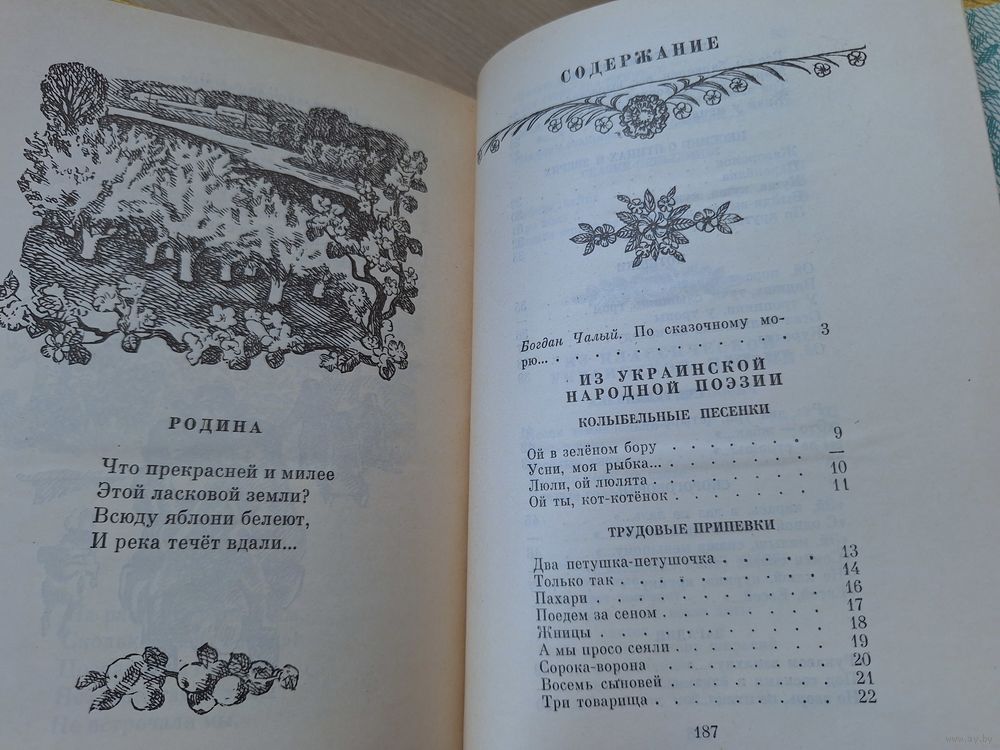 РОДИНА
Что прекрасней и милее
Этой ласковой земли?
Всюду яблони белеют,
И река течёт вдали...
СОДЕРЖАНИЕ
Богдан Чалый. По сказочному мо-
рю... . . . . . . . . . . . . 3
ИЗ УКРАИНСКОЙ
НАРОДНОЙ ПОЭЗИИ
КОЛЫБЕЛЬНЫЕ ПЕСЕНКИ
Ой в зелёном бору . . . . . . 9
Усни, моя рыбка... . . . . . . —
Люли, ой люлята . . . . . . 10
Ой ты, кот-котёнок . . . . . . 11
ТРУДОВЫЕ ПРИПЕВКИ
Два петушка-петушочка . . . . 13
Только так . . . . . . . . 14
Пахари . . . . . . . . . 16
Поедем за сеном . . . . . . 17
Жницы . . . . . . . . . 18
А мы просо сеяли . . . . . . 19
Сорока-ворона . . . . . . 20
Восемь сыновей . . . . . . 21
Три товарища . . . . . . . 22
187
www.ay.by